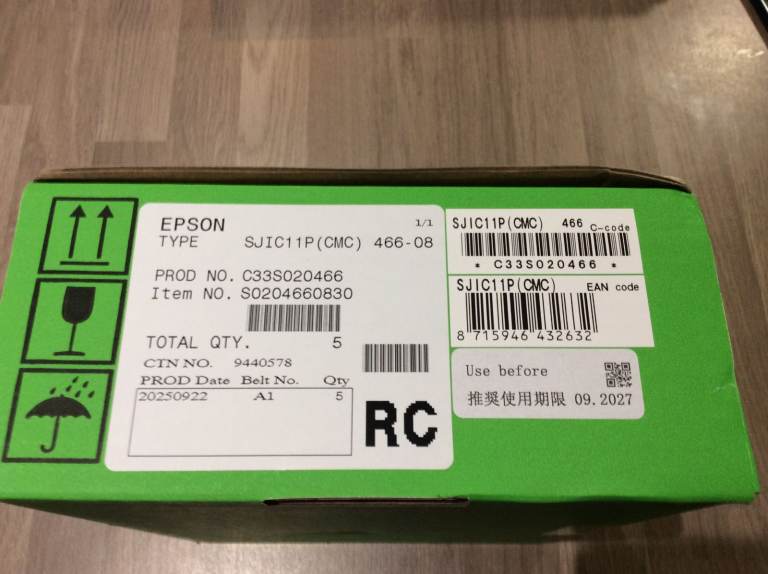 EPSON 1/1
TYPE SJIC11P(CMC) 466-08
PROD NO. C33S020466
Item NO. S0204660830
TOTAL QTY. 5
CTN NO. 9440578
PROD Date Belt No. Qty
20250922 A1 5
RC
SJIC11P(CMC) 466 C-code
* C33S020466 *
SJIC11P(CMC) EAN code
8 715946 432632
Use before
推奨使用期限 09.2027